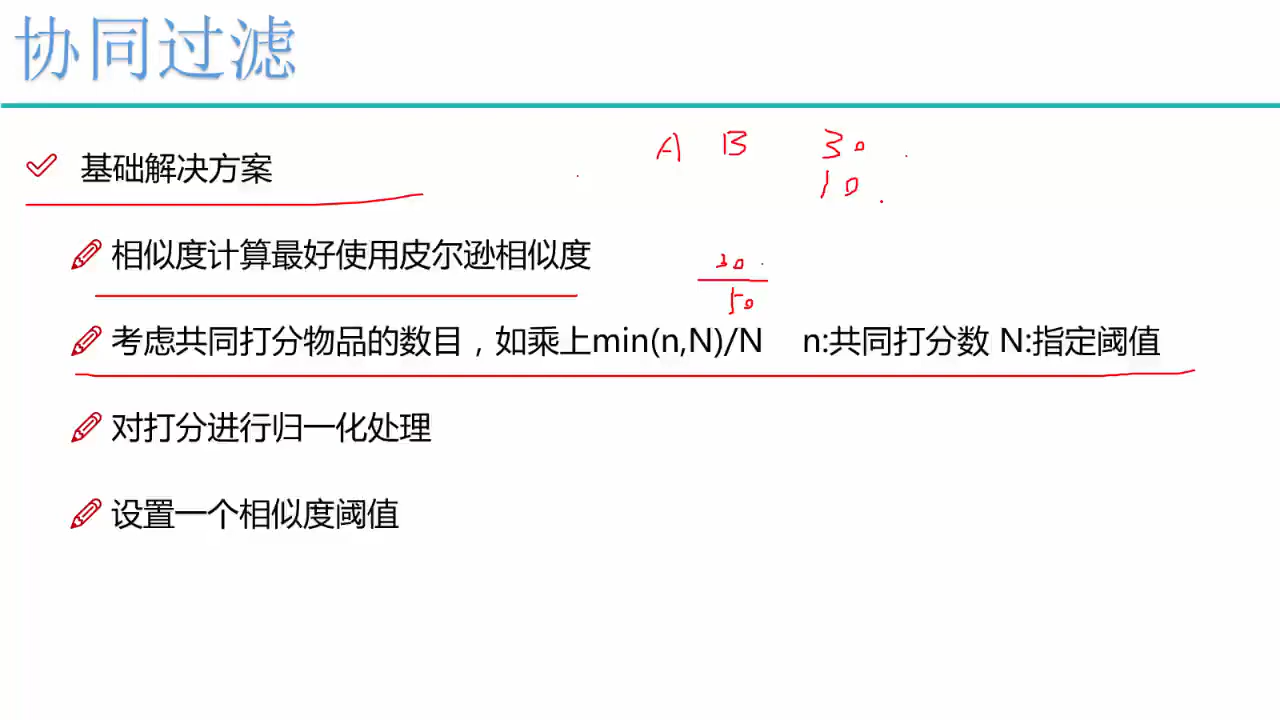 协同过滤
A B 30
10
基础解决方案
相似度计算最好使用皮尔逊相似度
50
考虑共同打分物品的数目，如乘上min(n,N)/N n:共同打分数 N:指定阈值
对打分进行归一化处理
设置一个相似度阈值